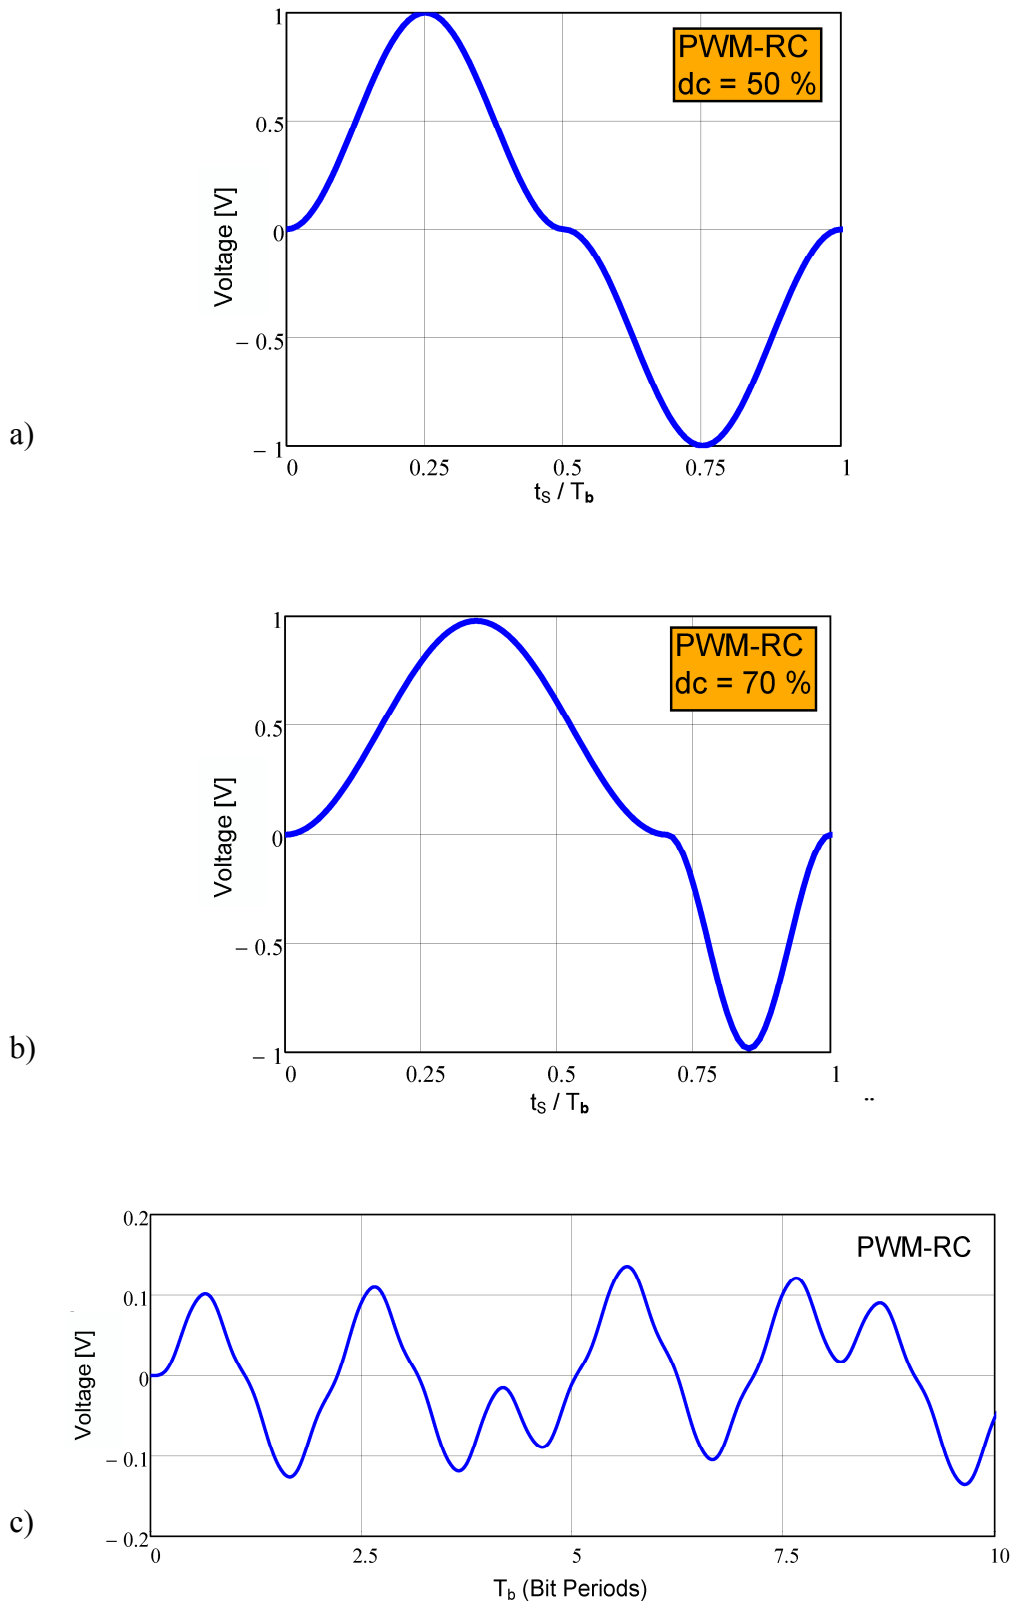 1
PWM-RC
dc = 50 %
0.5
0
– 0.5
– 1
Voltage [V]
a)
0 0.25 0.5 0.75 1
tS / Tb
1
PWM-RC
dc = 70 %
0.5
0
– 0.5
– 1
Voltage [V]
b)
0 0.25 0.5 0.75 1
tS / Tb
0.2
PWM-RC
0.1
0
– 0.1
– 0.2
Voltage [V]
c)
0 2.5 5 7.5 10
Tb (Bit Periods)